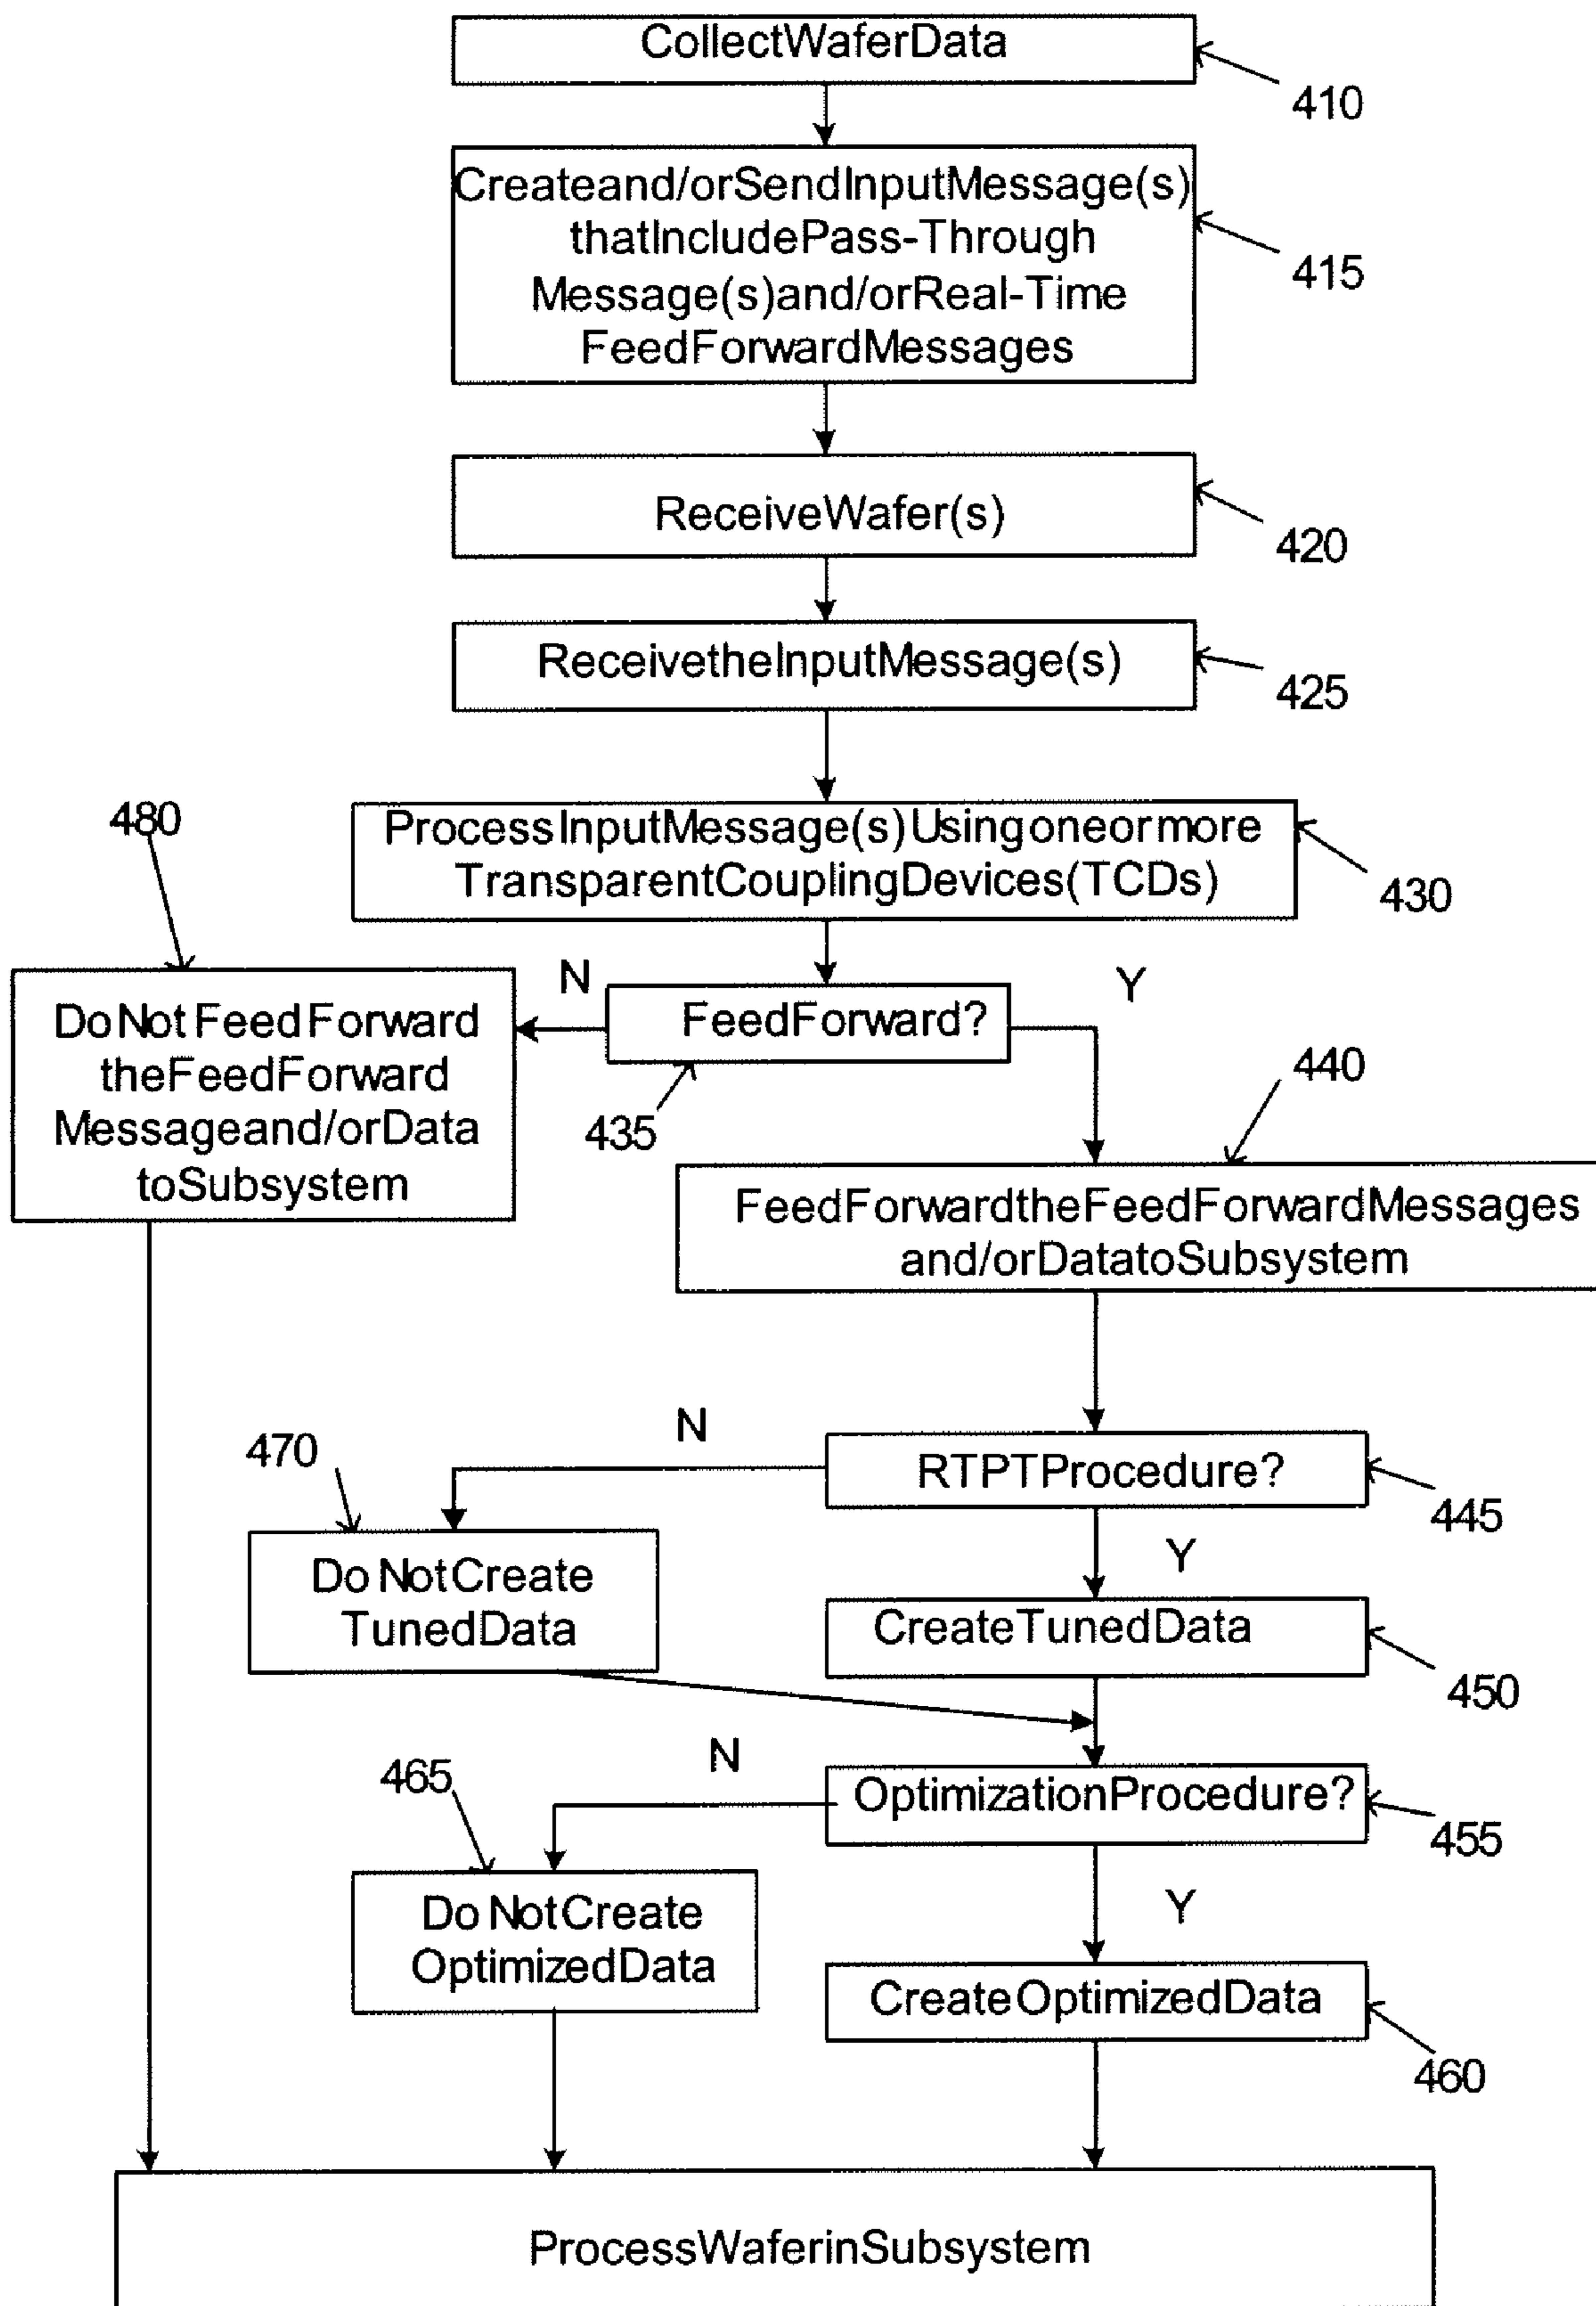 CollectWaferData
410
Createand/orSendInputMessage(s)
thatIncludePass-Through
Message(s)and/orReal-Time
FeedForwardMessages
415
ReceiveWafer(s)
420
ReceivetheInputMessage(s)
425
480
ProcessInputMessage(s)Usingoneormore
TransparentCouplingDevices(TCDs)
430
N
Y
DoNotFeedForward
theFeedForward
Messageand/orData
toSubsystem
FeedForward?
435
440
FeedForwardtheFeedForwardMessages
and/orDatatoSubsystem
N
470
RTPTProcedure?
445
Y
DoNotCreate
TunedData
CreateTunedData
450
N
465
OptimizationProcedure?
455
Y
DoNotCreate
OptimizedData
CreateOptimizedData
460
ProcessWaferinSubsystem